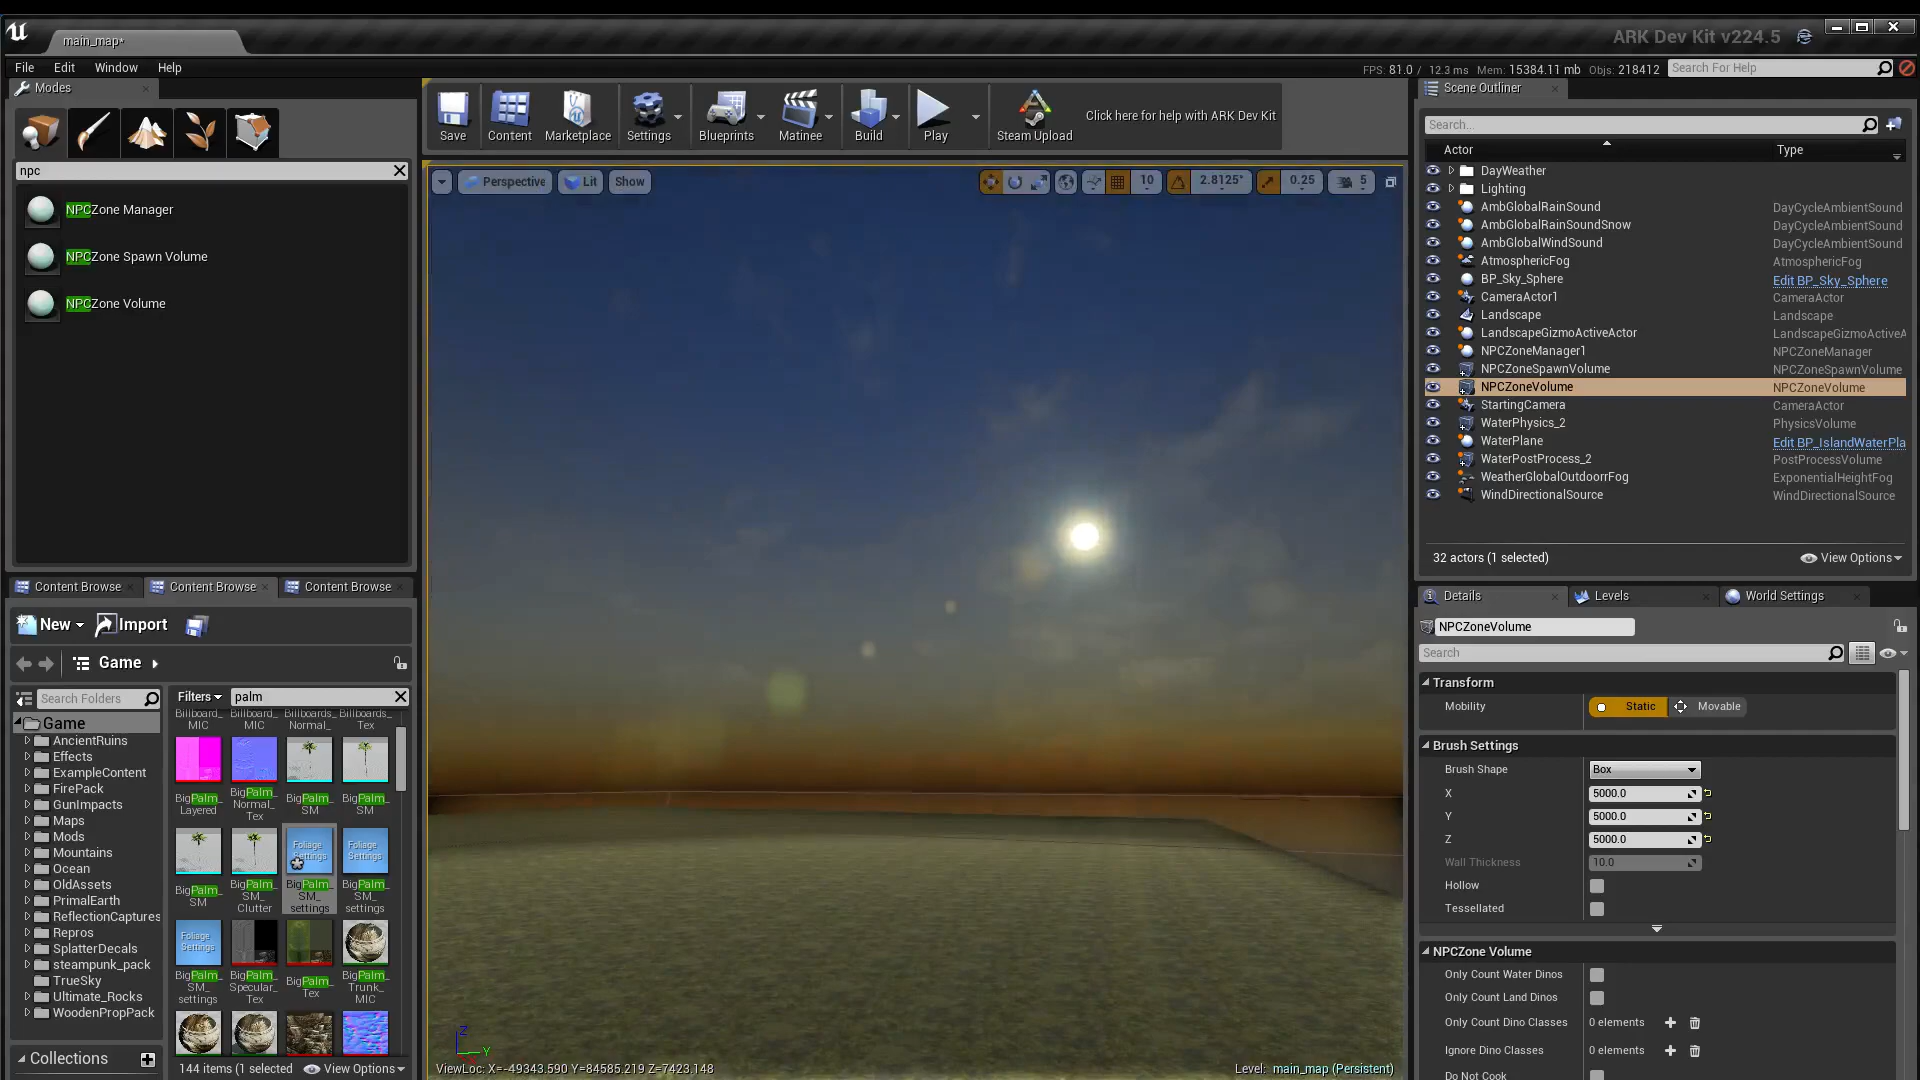 main_map*
ARK Dev Kit v224.5
File Edit Window Help
FPS: 81.0 / 12.3 ms Mem: 15384.11 mb Objs: 218412 Search For Help
Modes
Save Content Marketplace Settings Blueprints Matinee Build Play Steam Upload Click here for help with ARK Dev Kit
npc
NPCZone Manager
NPCZone Spawn Volume
NPCZone Volume
Perspective Lit Show 10 2.8125° 0.25 5
Scene Outliner
Search...
Actor Type
DayWeather
Lighting
AmbGlobalRainSound DayCycleAmbientSound
AmbGlobalRainSoundSnow DayCycleAmbientSound
AmbGlobalWindSound DayCycleAmbientSound
AtmosphericFog AtmosphericFog
BP_Sky_Sphere Edit BP_Sky_Sphere
CameraActor1 CameraActor
Landscape Landscape
LandscapeGizmoActiveActor LandscapeGizmoActiveA
NPCZoneManager1 NPCZoneManager
NPCZoneSpawnVolume NPCZoneSpawnVolume
NPCZoneVolume NPCZoneVolume
StartingCamera CameraActor
WaterPhysics_2 PhysicsVolume
WaterPlane Edit BP_IslandWaterPla
WaterPostProcess_2 PostProcessVolume
WeatherGlobalOutdoorrFog ExponentialHeightFog
WindDirectionalSource WindDirectionalSource
32 actors (1 selected) View Options
Content Browse Content Browse Content Browse
New Import
Game
Search Folders Filters palm
Game
AncientRuins
Effects
ExampleContent
FirePack
GunImpacts
Maps
Mods
Mountains
Ocean
OldAssets
PrimalEarth
ReflectionCaptures
Repros
SplatterDecals
steampunk_pack
TrueSky
Ultimate_Rocks
WoodenPropPack
Collections
Billboard_ Billboard_ Billboards_ Billboards_
MIC MIC Normal_ Tex
BigPalm_ BigPalm_ BigPalm_ BigPalm_
Layered Normal_ SM SM
Tex
Foliage Settings Foliage Settings
BigPalm_ BigPalm_ BigPalm_ BigPalm_
SM SM_ SM_ SM_
Clutter settings settings
Foliage Settings
BigPalm_ BigPalm_ BigPalm_ BigPalm_
SM_ Specular_ Tex Trunk_
settings Tex MIC
144 items (1 selected View Options
Z
Y
ViewLoc: X=-49343.590 Y=84585.219 Z=7423.148
Level: main_map (Persistent)
Details Levels World Settings
NPCZoneVolume
Search
Transform
Mobility Static Movable
Brush Settings
Brush Shape Box
X 5000.0
Y 5000.0
Z 5000.0
Wall Thickness 10.0
Hollow
Tessellated
NPCZone Volume
Only Count Water Dinos
Only Count Land Dinos
Only Count Dino Classes 0 elements
Ignore Dino Classes 0 elements
Do Not Cook